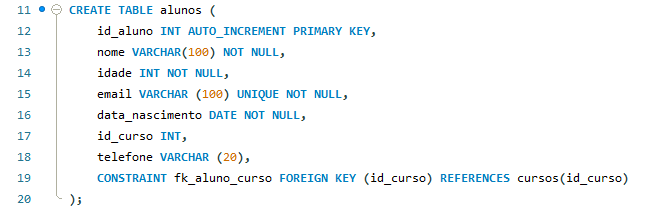 11 CREATE TABLE alunos (
12 id_aluno INT AUTO_INCREMENT PRIMARY KEY,
13 nome VARCHAR(100) NOT NULL,
14 idade INT NOT NULL,
15 email VARCHAR (100) UNIQUE NOT NULL,
16 data_nascimento DATE NOT NULL,
17 id_curso INT,
18 telefone VARCHAR (20),
19 CONSTRAINT fk_aluno_curso FOREIGN KEY (id_curso) REFERENCES cursos(id_curso)
20 );